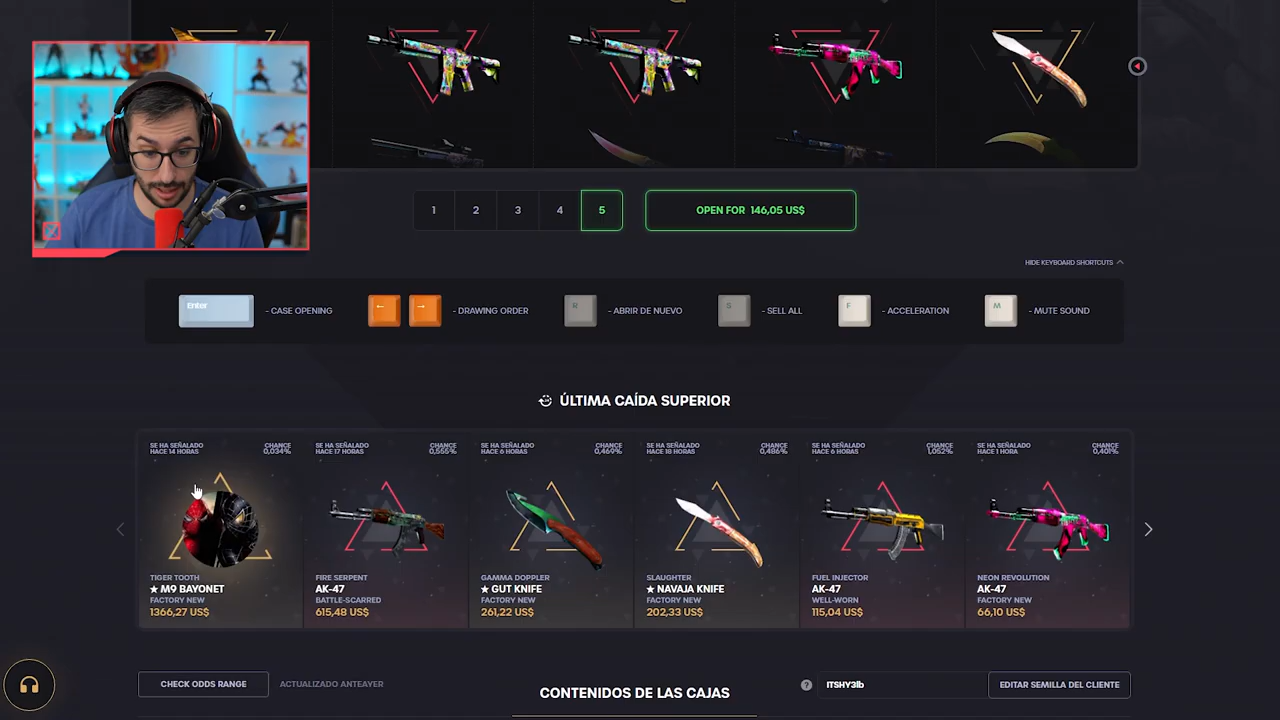 1 2 3 4 5 OPEN FOR 146,05 US$
HIDE KEYBOARD SHORTCUTS
Enter - CASE OPENING ← → - DRAWING ORDER R - ABRIR DE NUEVO S - SELL ALL F - ACCELERATION M - MUTE SOUND
ÚLTIMA CAÍDA SUPERIOR
SE HA SEÑALADO
HACE 14 HORAS
CHANCE
0,034%
TIGER TOOTH
★ M9 BAYONET
FACTORY NEW
1366,27 US$
SE HA SEÑALADO
HACE 17 HORAS
CHANCE
0,555%
FIRE SERPENT
AK-47
BATTLE-SCARRED
615,48 US$
SE HA SEÑALADO
HACE 6 HORAS
CHANCE
0,469%
GAMMA DOPPLER
★ GUT KNIFE
FACTORY NEW
261,22 US$
SE HA SEÑALADO
HACE 18 HORAS
CHANCE
0,486%
SLAUGHTER
★ NAVAJA KNIFE
FACTORY NEW
202,33 US$
SE HA SEÑALADO
HACE 6 HORAS
CHANCE
1,052%
FUEL INJECTOR
AK-47
WELL-WORN
115,04 US$
SE HA SEÑALADO
HACE 1 HORA
CHANCE
0,401%
NEON REVOLUTION
AK-47
FACTORY NEW
66,10 US$
CHECK ODDS RANGE ACTUALIZADO ANTEAYER
CONTENIDOS DE LAS CAJAS
? ITSHY3lb EDITAR SEMILLA DEL CLIENTE